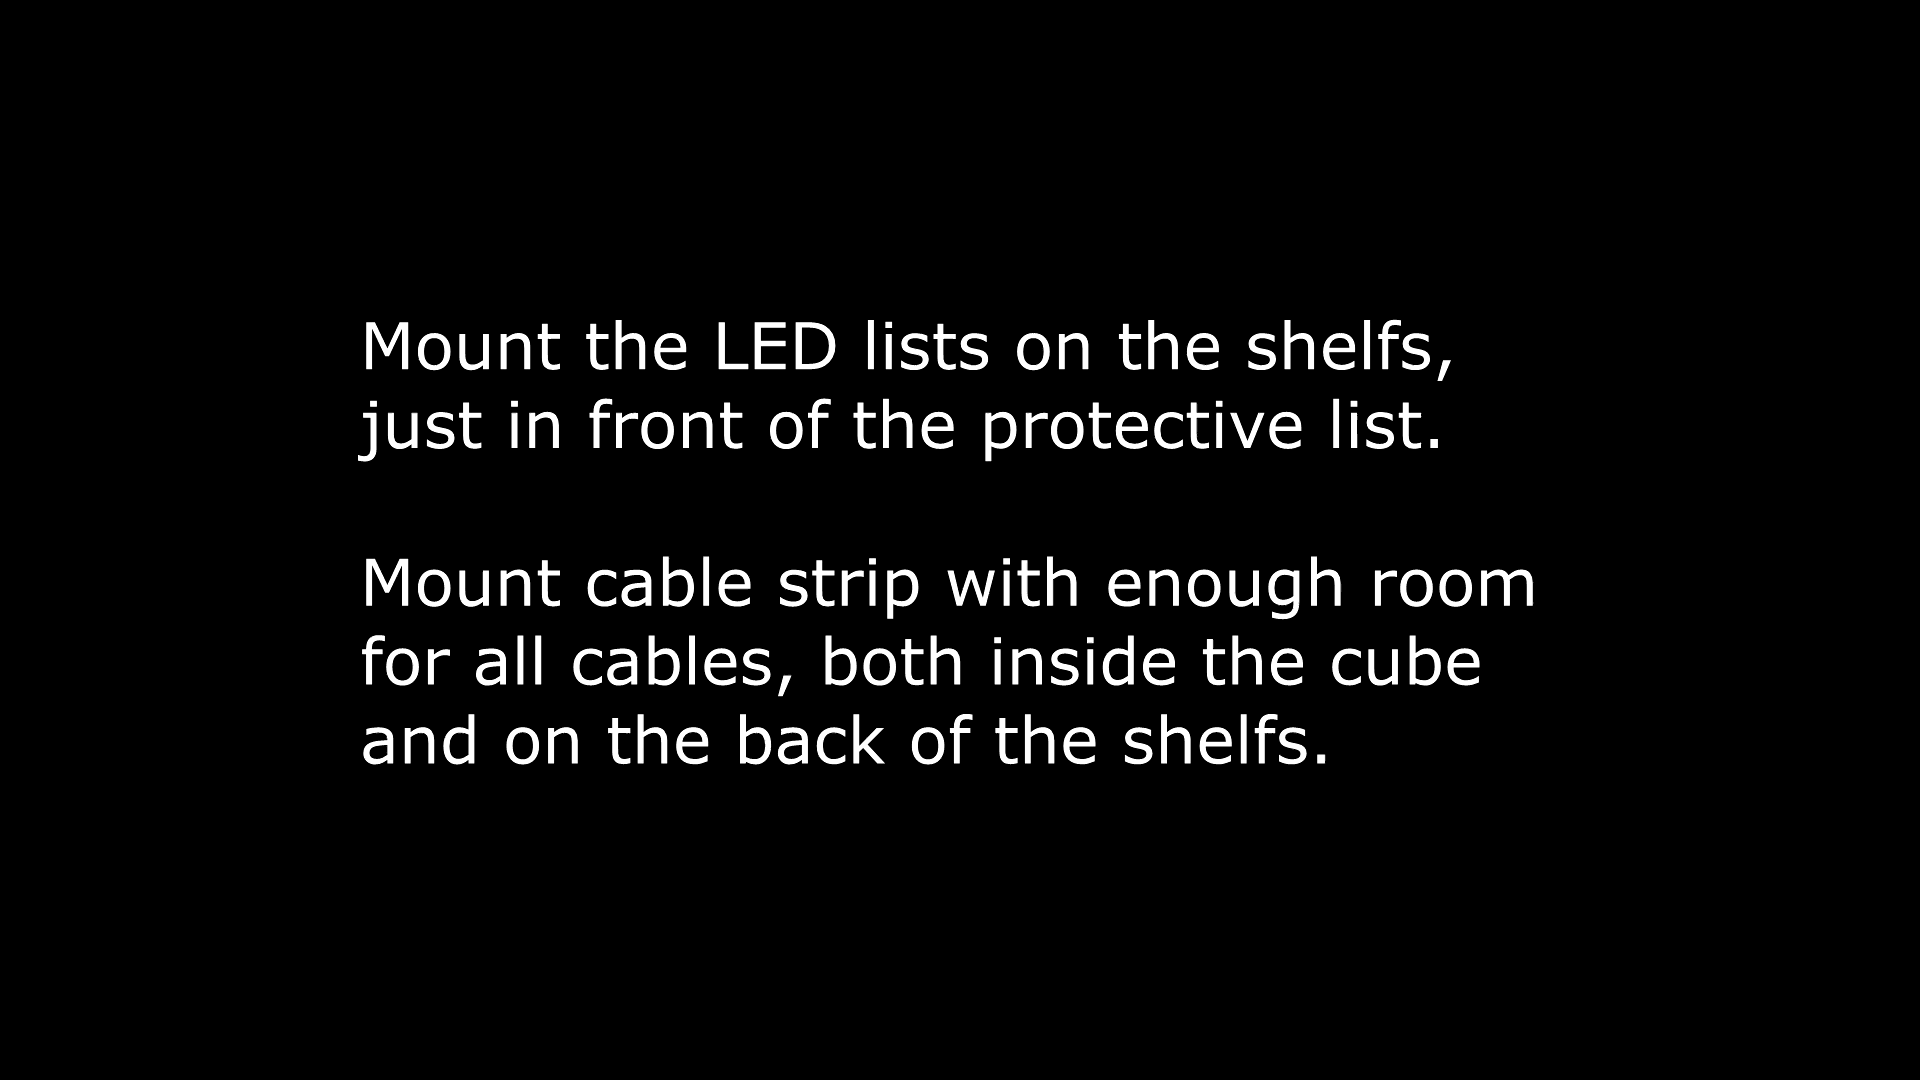 Mount the LED lists on the shelfs,
just in front of the protective list.
Mount cable strip with enough room
for all cables, both inside the cube
and on the back of the shelfs.